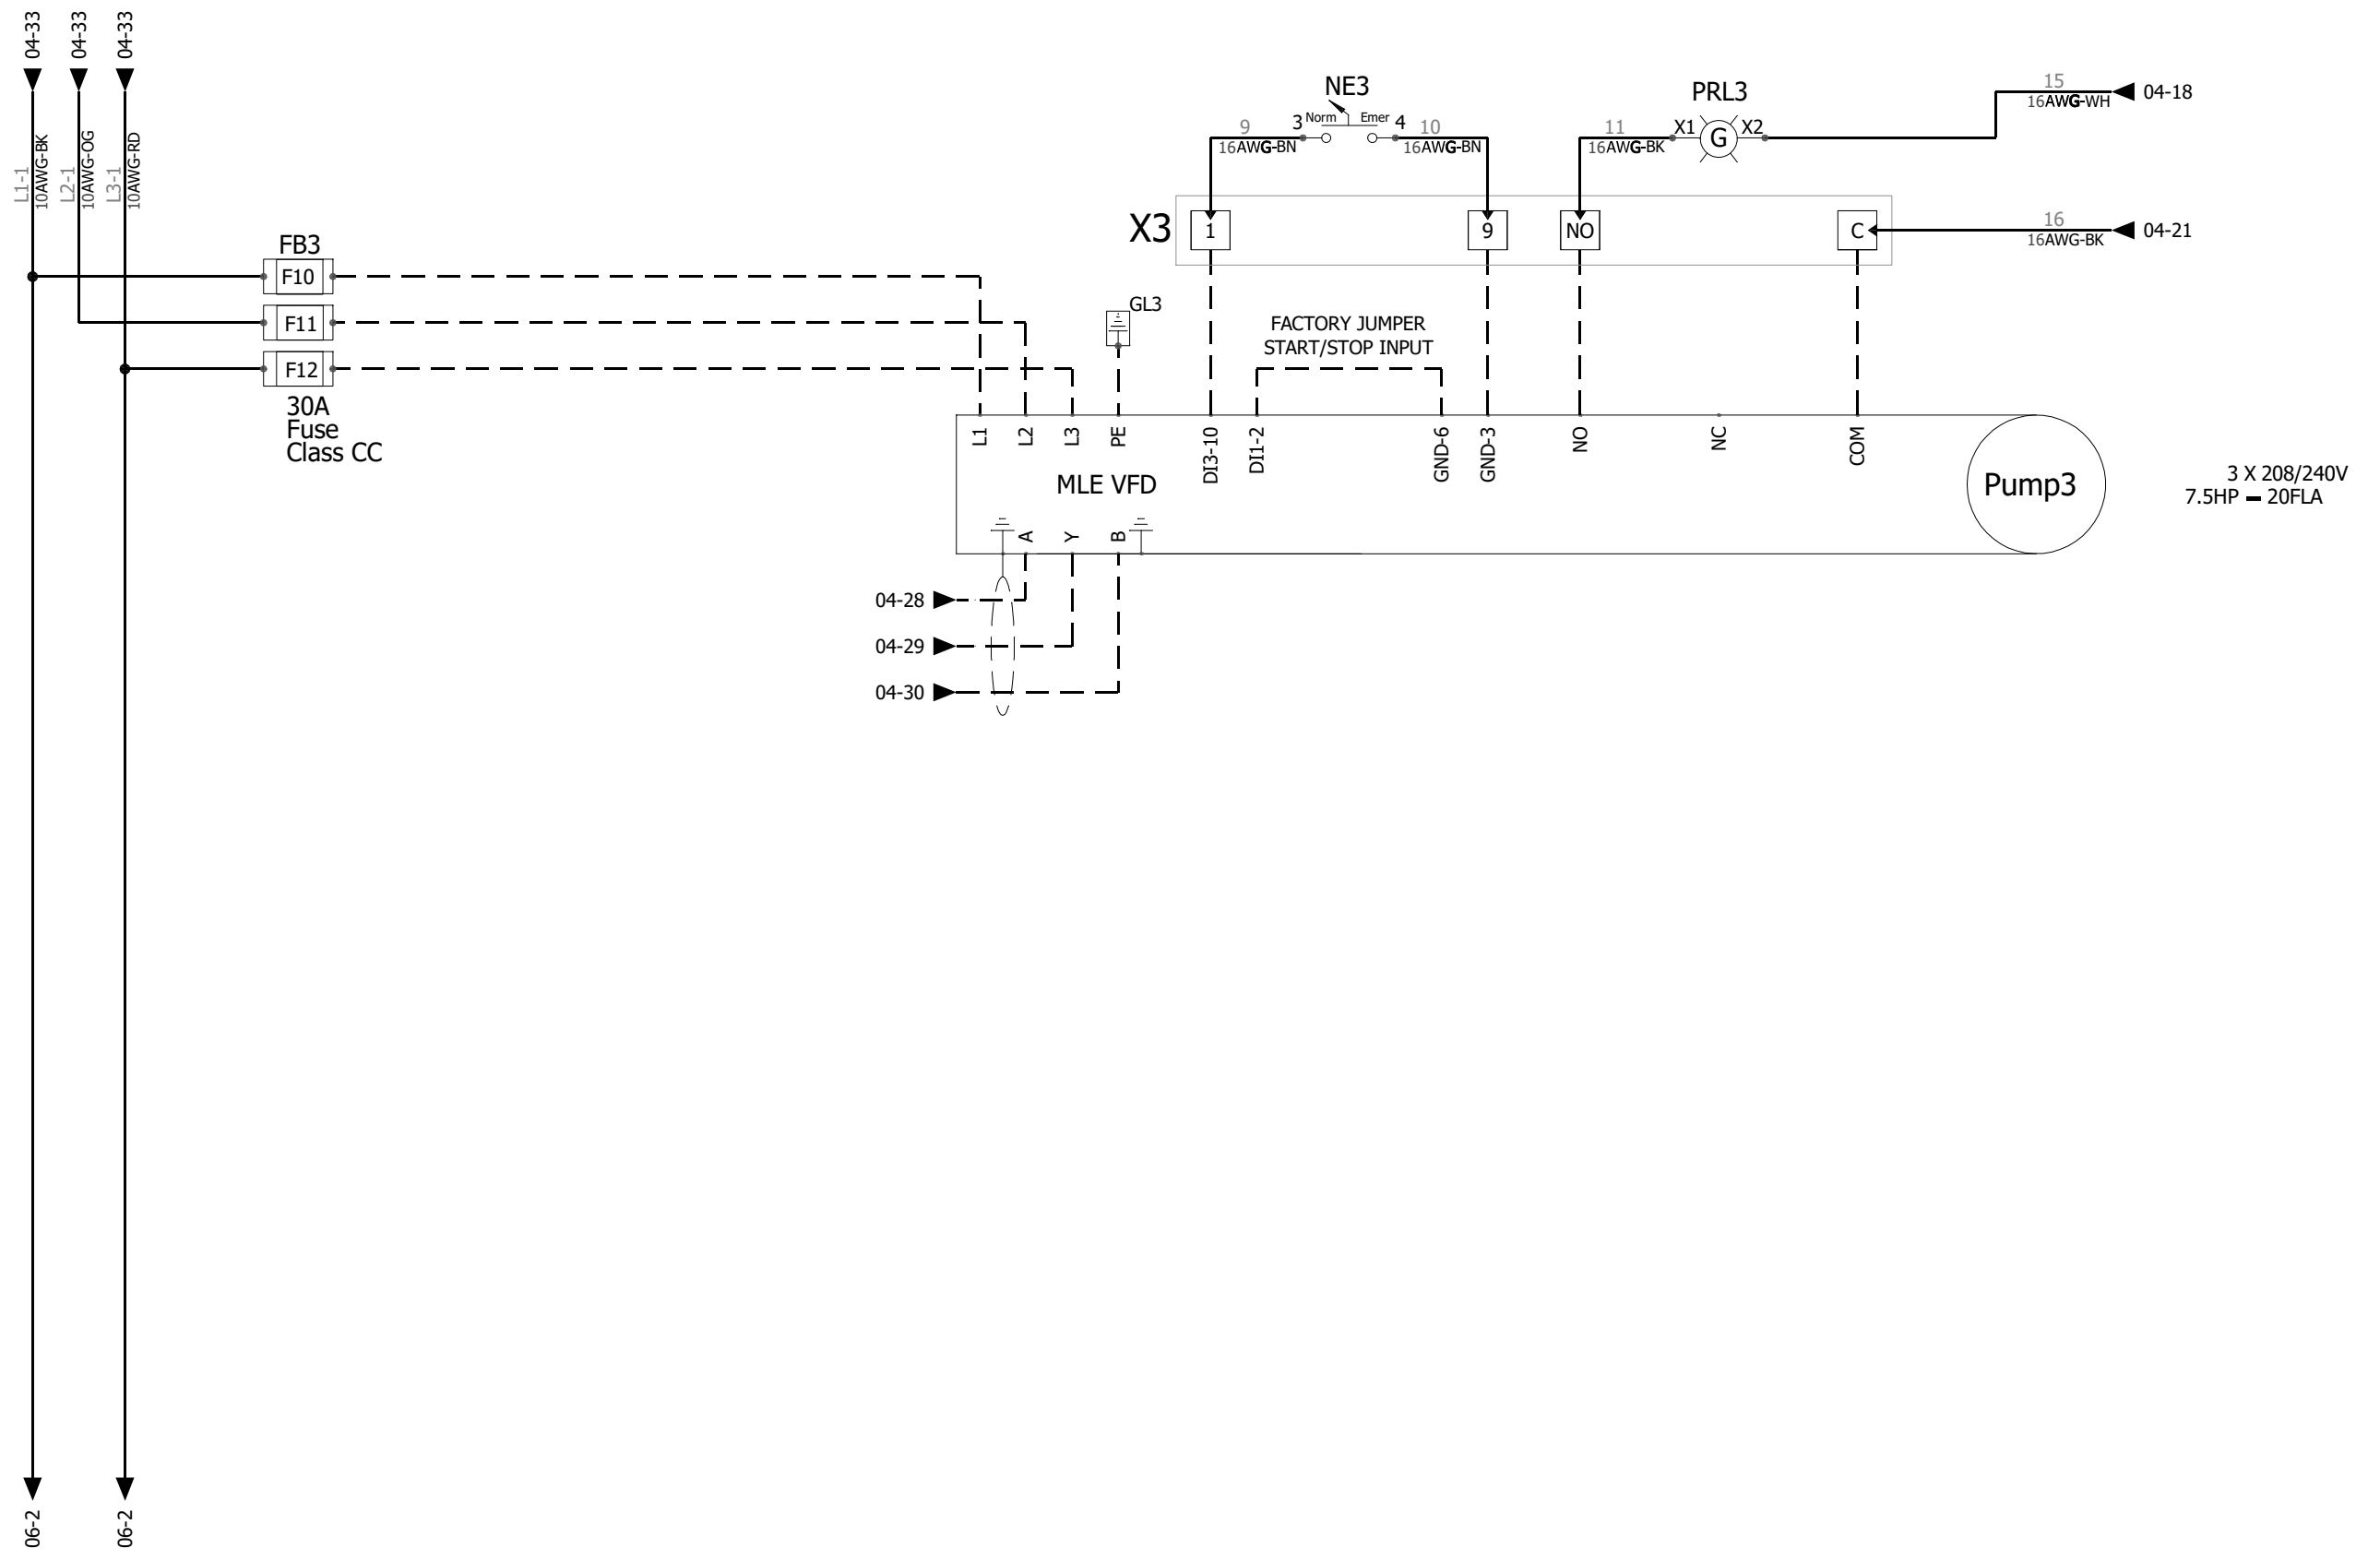 04-33
04-33
04-33
L1-1
10AWG-BK
L2-1
10AWG-OG
L3-1
10AWG-RD
NE3
3 Norm Emer 4
9
16AWG-BN
10
16AWG-BN
PRL3
11
16AWG-BK
X1 G X2
15
16AWG-WH
04-18
X3
1
9
NO
C
16
16AWG-BK
04-21
FB3
F10
F11
F12
30A
Fuse
Class CC
GL3
FACTORY JUMPER
START/STOP INPUT
L1
L2
L3
PE
DI3-10
DI1-2
GND-6
GND-3
NO
NC
COM
MLE VFD
Pump3
3 X 208/240V
7.5HP - 20FLA
A
Y
B
04-28
04-29
04-30
06-2
06-2